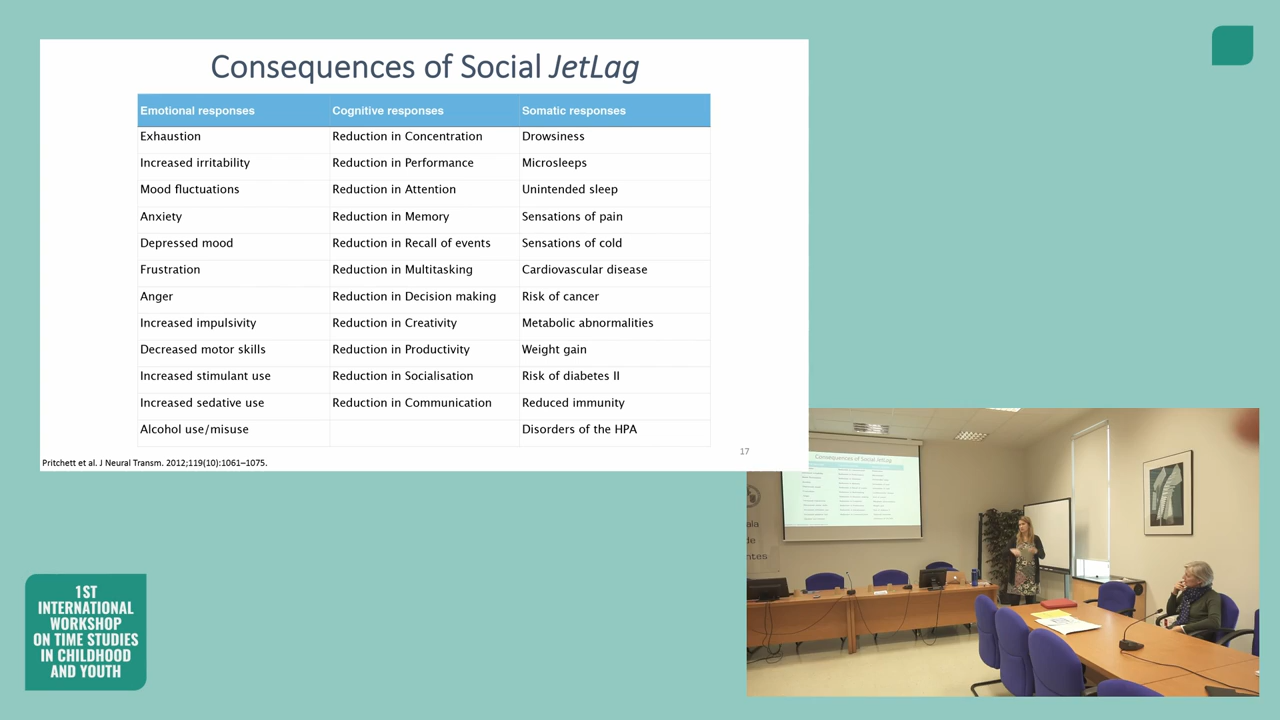 Consequences of Social JetLag
Emotional responses Cognitive responses Somatic responses
Exhaustion Reduction in Concentration Drowsiness
Increased irritability Reduction in Performance Microsleeps
Mood fluctuations Reduction in Attention Unintended sleep
Anxiety Reduction in Memory Sensations of pain
Depressed mood Reduction in Recall of events Sensations of cold
Frustration Reduction in Multitasking Cardiovascular disease
Anger Reduction in Decision making Risk of cancer
Increased impulsivity Reduction in Creativity Metabolic abnormalities
Decreased motor skills Reduction in Productivity Weight gain
Increased stimulant use Reduction in Socialisation Risk of diabetes II
Increased sedative use Reduction in Communication Reduced immunity
Alcohol use/misuse Disorders of the HPA
17
Pritchett et al. J Neural Transm. 2012;119(10):1061–1075.
Consequences of Social JetLag
1ST
INTERNATIONAL
WORKSHOP
ON TIME STUDIES
IN CHILDHOOD
AND YOUTH